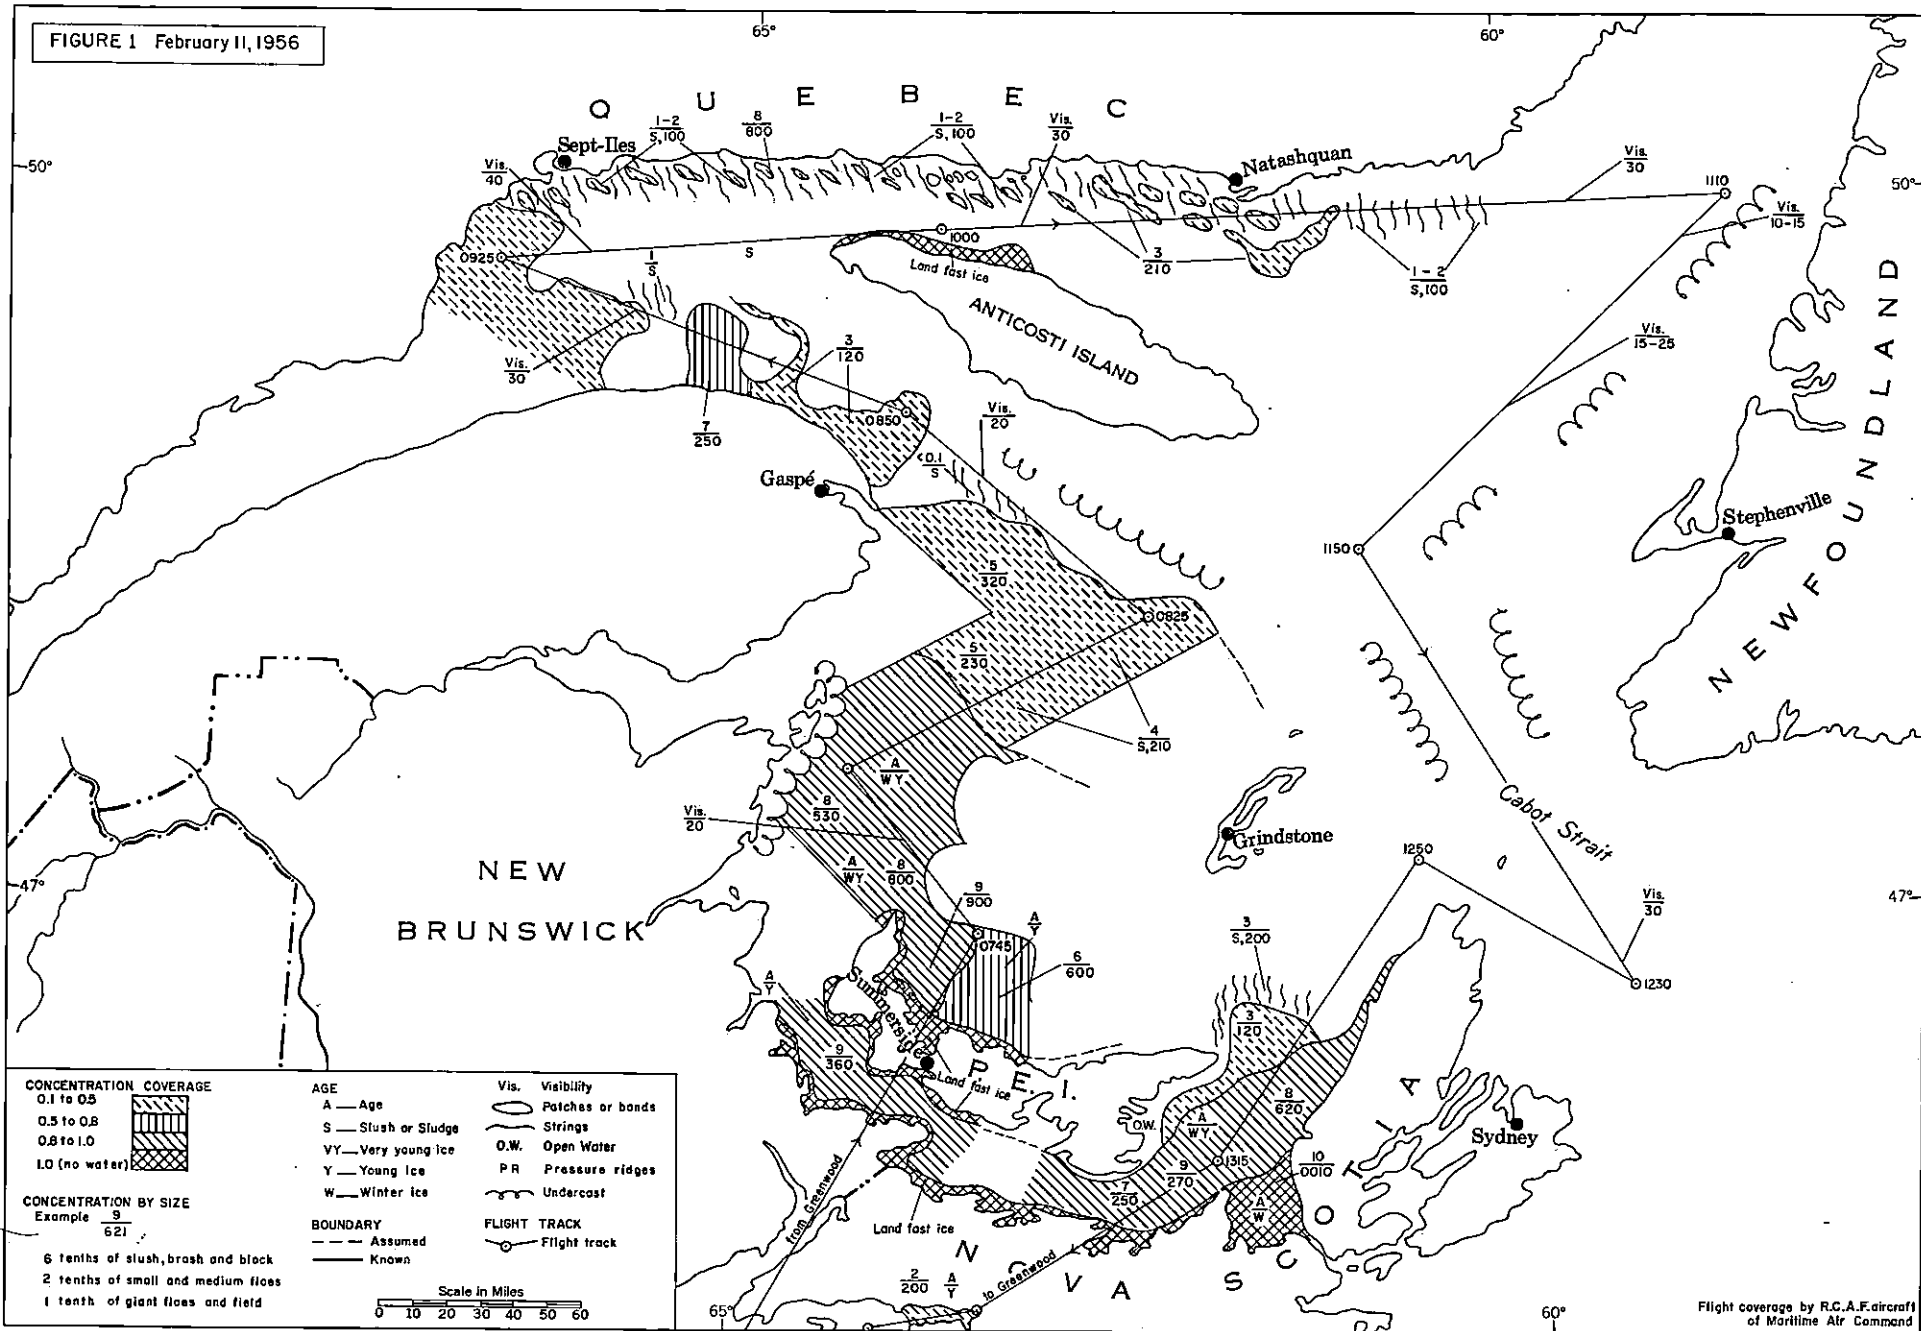 FIGURE 1 February 11, 1956
65°
60°
QUEBEC
1-2
S,100
8
800
1-2
S,100
Vis.
30
Sept-Iles
Natashquan
Vis.
40
Vis.
30
50°
50°
1110
Vis.
10-15
0925
1000
S
1
S
Land fast ice
3
210
1-2
S,100
ANTICOSTI ISLAND
Vis.
30
3
120
Vis.
15-25
7
250
0850
Vis.
20
<0.1
S
Gaspé
Stephenville
NEWFOUNDLAND
1150
5
320
0825
5
230
4
S,210
A
WY
8
530
Vis.
20
Cabot Strait
Grindstone
1250
A
WY
8
800
47°
47°
NEW
BRUNSWICK
9
900
A
Y
0745
6
600
3
S,200
Vis.
30
1230
A
Y
Summerside
3
120
9
360
P.E.I.
Land fast ice
8
620
O.W.
A
WY
Sydney
1315
9
270
10
0010
7
250
A
W
from Greenwood
Land fast ice
to Greenwood
NOVA SCOTIA
2
200
A
Y
65°
60°
CONCENTRATION COVERAGE
0.1 to 0.5
0.5 to 0.8
0.8 to 1.0
1.0 (no water)
CONCENTRATION BY SIZE
Example 9
621
6 tenths of slush, brash and block
2 tenths of small and medium floes
1 tenth of giant floes and field
AGE
A — Age
S — Slush or Sludge
VY — Very young ice
Y — Young ice
W — Winter ice
BOUNDARY
Assumed
Known
Vis. Visibility
Patches or bands
Strings
O.W. Open Water
PR Pressure ridges
Undercast
FLIGHT TRACK
Flight track
Scale in Miles
0 10 20 30 40 50 60
Flight coverage by R.C.A.F. aircraft
of Maritime Air Command